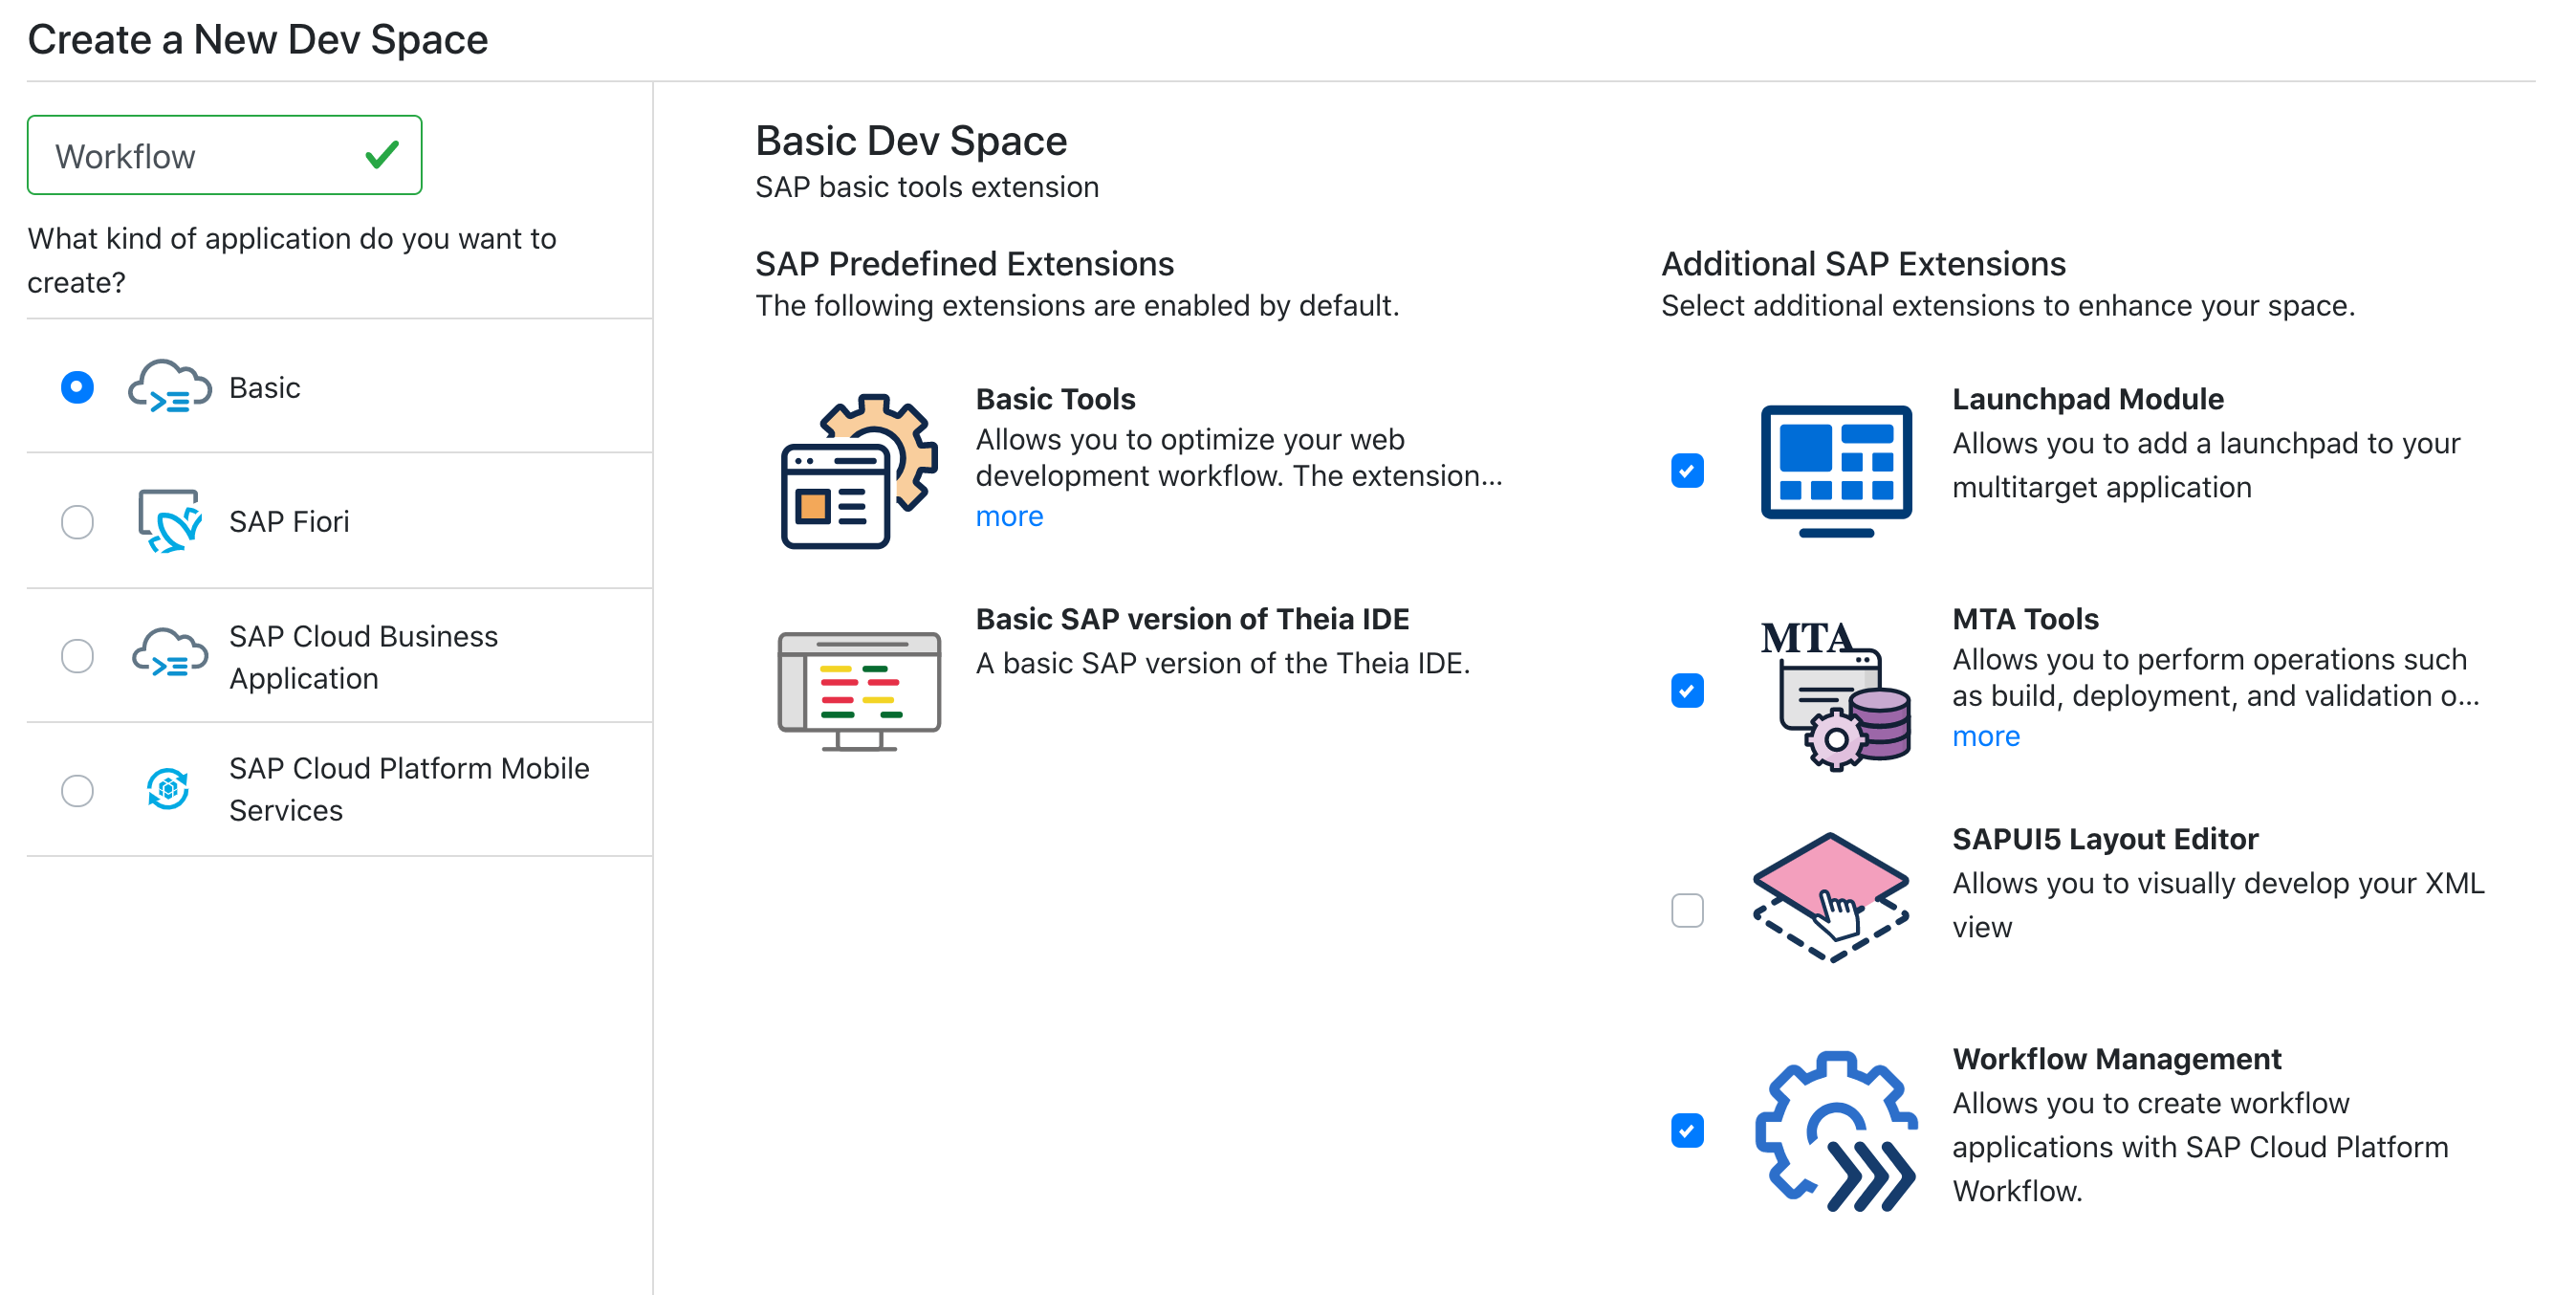 Create a New Dev Space
Workflow
What kind of application do you want to
create?
Basic
SAP Fiori
SAP Cloud Business
Application
SAP Cloud Platform Mobile
Services
Basic Dev Space
SAP basic tools extension
SAP Predefined Extensions
The following extensions are enabled by default.
Basic Tools
Allows you to optimize your web
development workflow. The extension...
more
Basic SAP version of Theia IDE
A basic SAP version of the Theia IDE.
Additional SAP Extensions
Select additional extensions to enhance your space.
Launchpad Module
Allows you to add a launchpad to your
multitarget application
MTA
MTA Tools
Allows you to perform operations such
as build, deployment, and validation o...
more
SAPUI5 Layout Editor
Allows you to visually develop your XML
view
Workflow Management
Allows you to create workflow
applications with SAP Cloud Platform
Workflow.